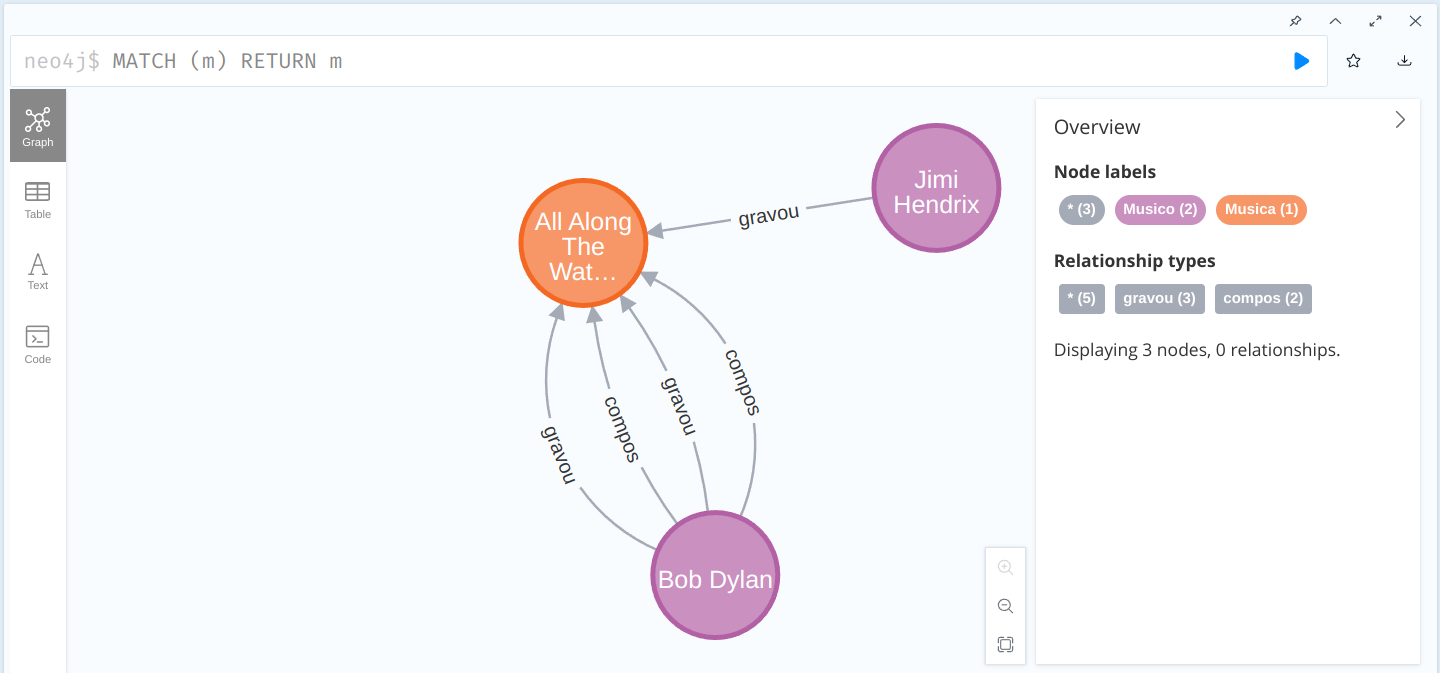 neo4j$ MATCH (m) RETURN m
Graph
Table
Text
Code
All Along
The
Wat…
Jimi
Hendrix
gravou
gravou
compos
gravou
compos
Bob Dylan
Overview
Node labels
* (3) Musico (2) Musica (1)
Relationship types
* (5) gravou (3) compos (2)
Displaying 3 nodes, 0 relationships.